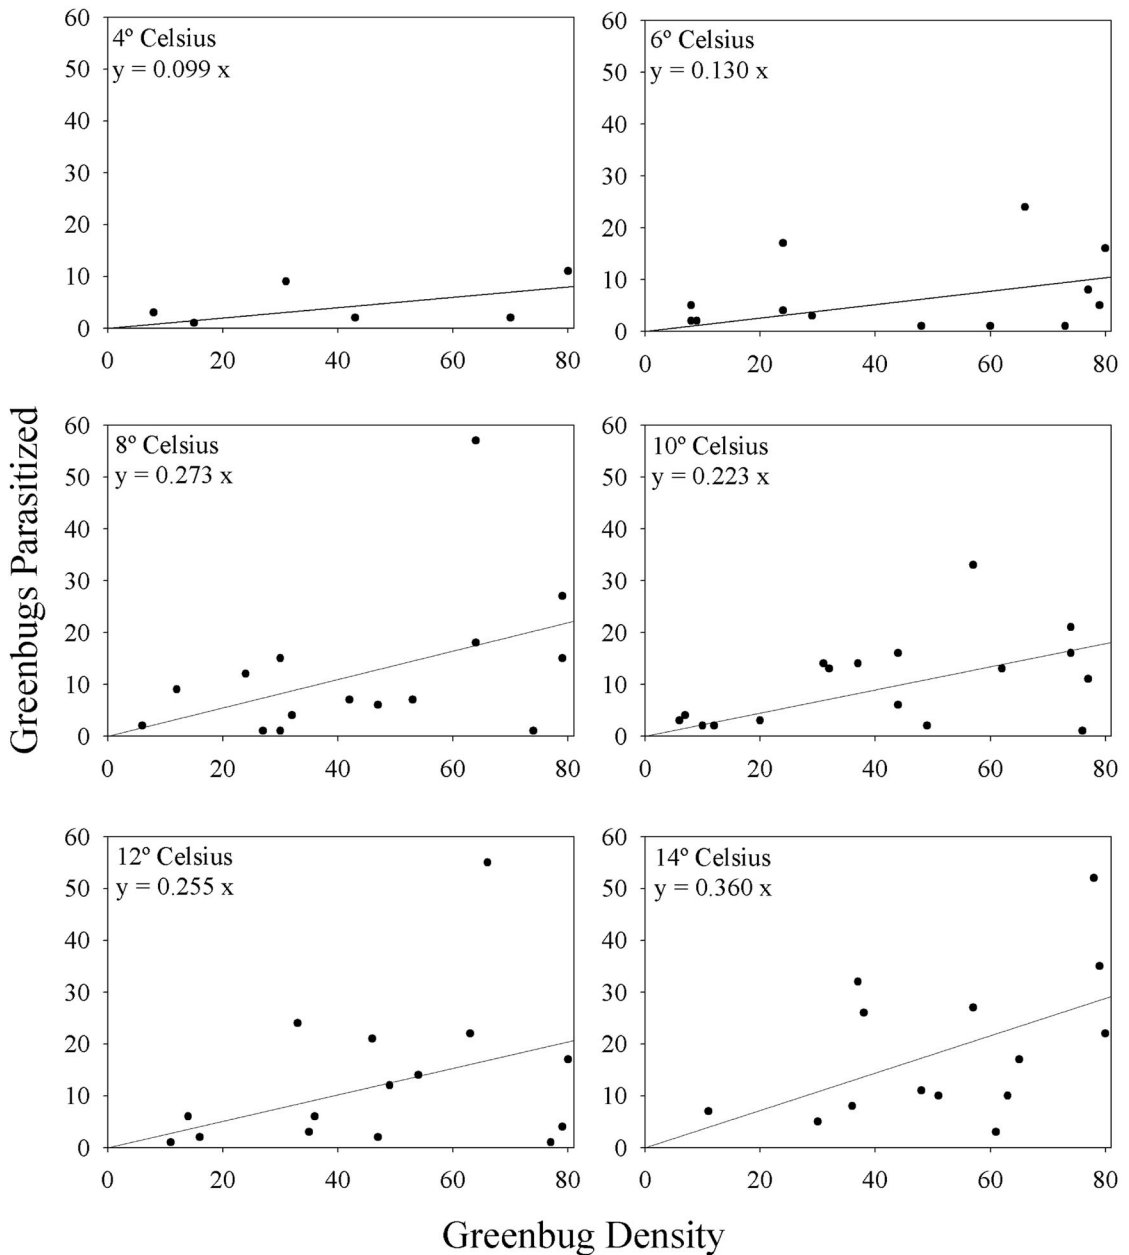 4º Celsius
y = 0.099 x
60
50
40
30
20
10
0
0 20 40 60 80
6º Celsius
y = 0.130 x
60
50
40
30
20
10
0
0 20 40 60 80
Greenbugs Parasitized
8º Celsius
y = 0.273 x
60
50
40
30
20
10
0
0 20 40 60 80
10º Celsius
y = 0.223 x
60
50
40
30
20
10
0
0 20 40 60 80
12º Celsius
y = 0.255 x
60
50
40
30
20
10
0
0 20 40 60 80
14º Celsius
y = 0.360 x
60
50
40
30
20
10
0
0 20 40 60 80
Greenbug Density